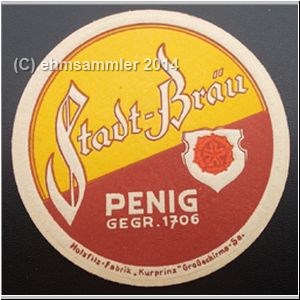 (C) ehmsammler 2014
Stadt-Bräu
PENIG
GEGR. 1706
Holzfilz-Fabrik „Kurprinz" Großschirma-Sa.